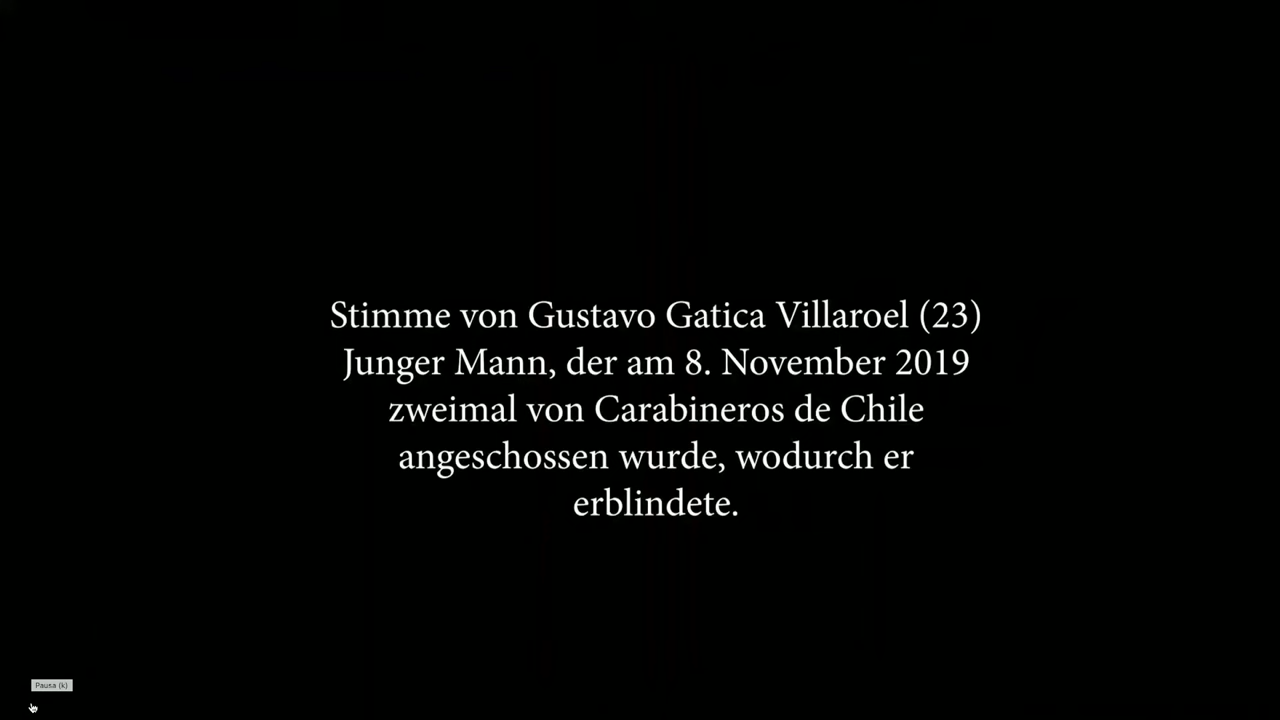 Stimme von Gustavo Gatica Villaroel (23)
Junger Mann, der am 8. November 2019
zweimal von Carabineros de Chile
angeschossen wurde, wodurch er
erblindete.
Pausa (k)